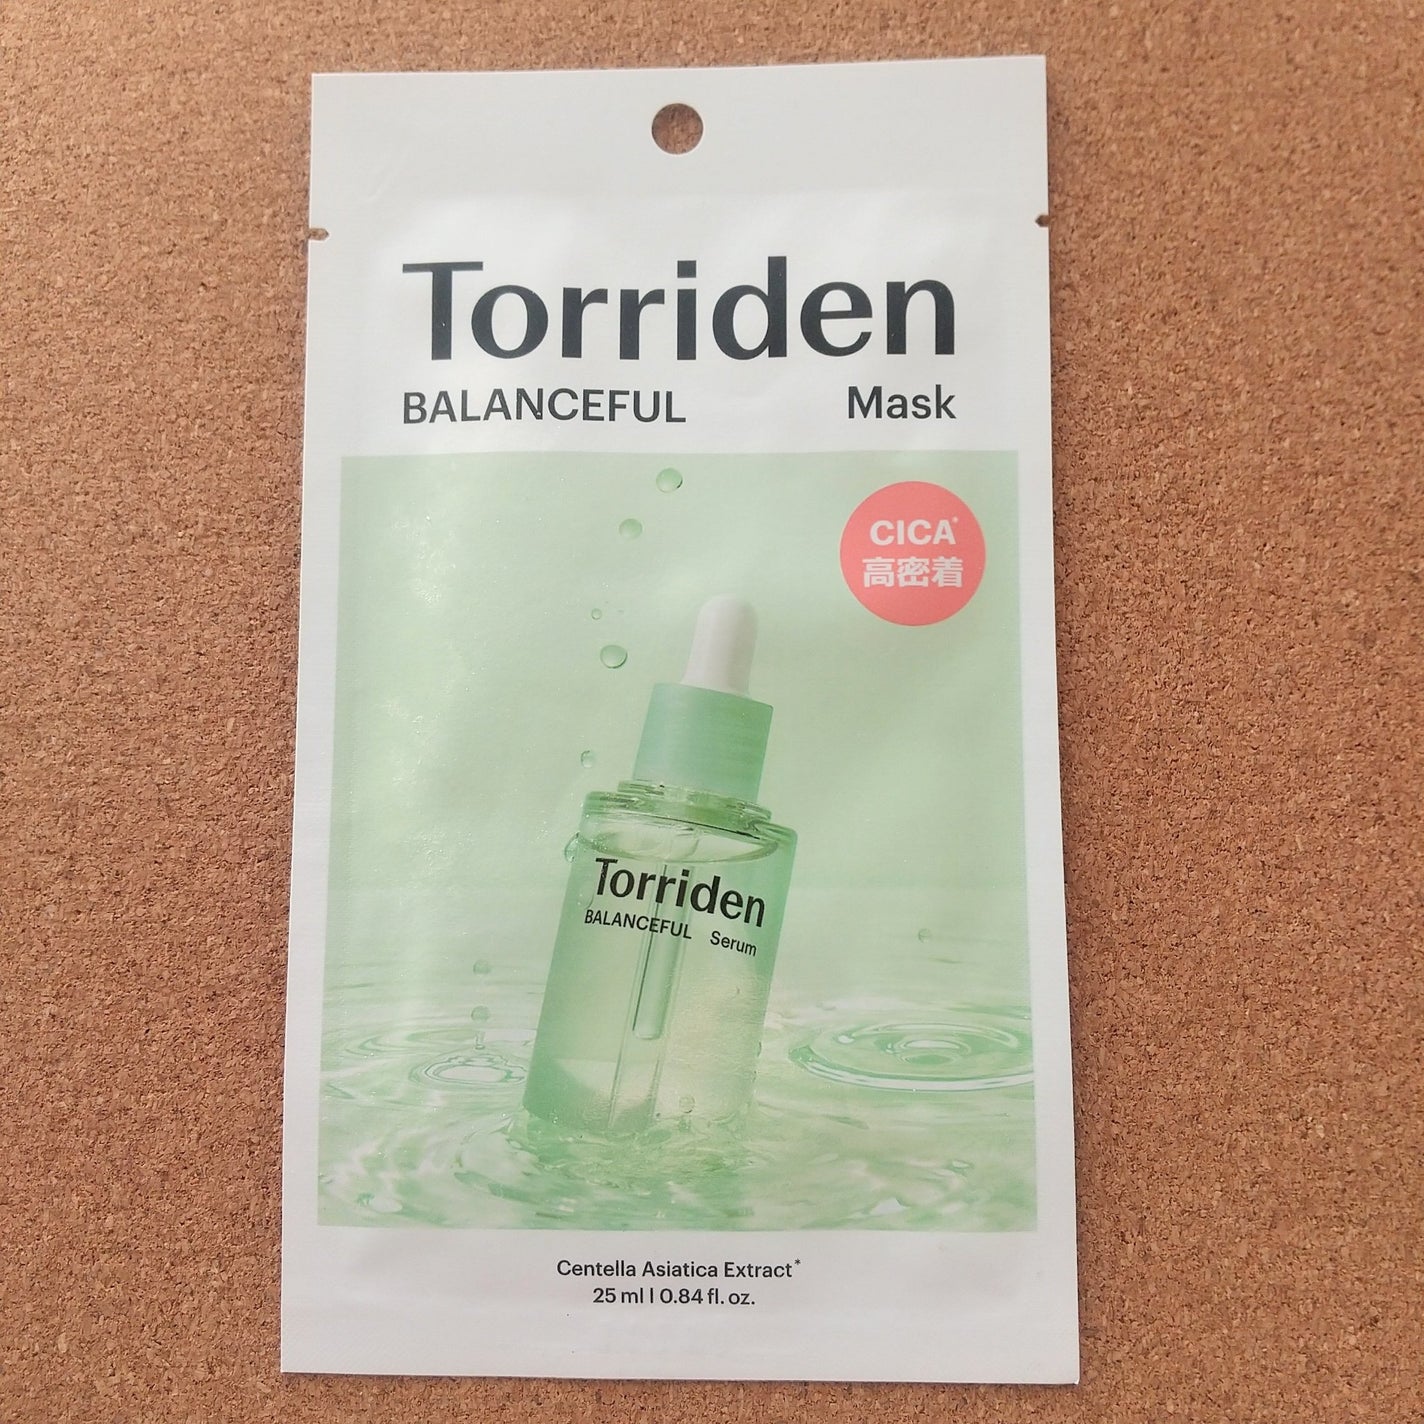 Torriden
BALANCEFUL Mask
CICA*
高密着
Torriden
BALANCEFUL Serum
Centella Asiatica Extract*
25 ml | 0.84 fl. oz.